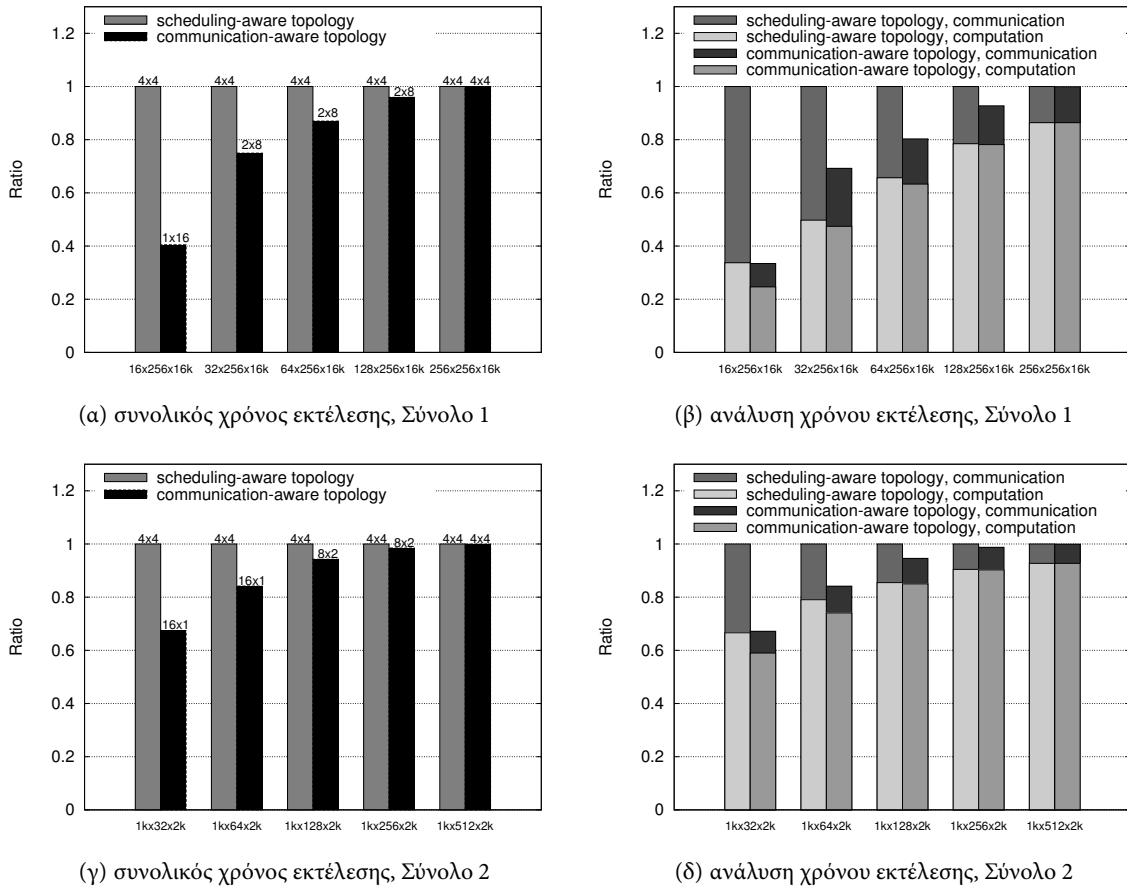 scheduling-aware topology
communication-aware topology
1.2
1
0.8
0.6
0.4
0.2
0
Ratio
4x4 1x16 4x4 2x8 4x4 2x8 4x4 2x8 4x4 4x4
16x256x16k 32x256x16k 64x256x16k 128x256x16k 256x256x16k
(α) συνολικός χρόνος εκτέλεσης, Σύνολο 1
scheduling-aware topology, communication
scheduling-aware topology, computation
communication-aware topology, communication
communication-aware topology, computation
1.2
1
0.8
0.6
0.4
0.2
0
Ratio
16x256x16k 32x256x16k 64x256x16k 128x256x16k 256x256x16k
(β) ανάλυση χρόνου εκτέλεσης, Σύνολο 1
scheduling-aware topology
communication-aware topology
1.2
1
0.8
0.6
0.4
0.2
0
Ratio
4x4 16x1 4x4 16x1 4x4 8x2 4x4 8x2 4x4 4x4
1kx32x2k 1kx64x2k 1kx128x2k 1kx256x2k 1kx512x2k
(γ) συνολικός χρόνος εκτέλεσης, Σύνολο 2
scheduling-aware topology, communication
scheduling-aware topology, computation
communication-aware topology, communication
communication-aware topology, computation
1.2
1
0.8
0.6
0.4
0.2
0
Ratio
1kx32x2k 1kx64x2k 1kx128x2k 1kx256x2k 1kx512x2k
(δ) ανάλυση χρόνου εκτέλεσης, Σύνολο 2